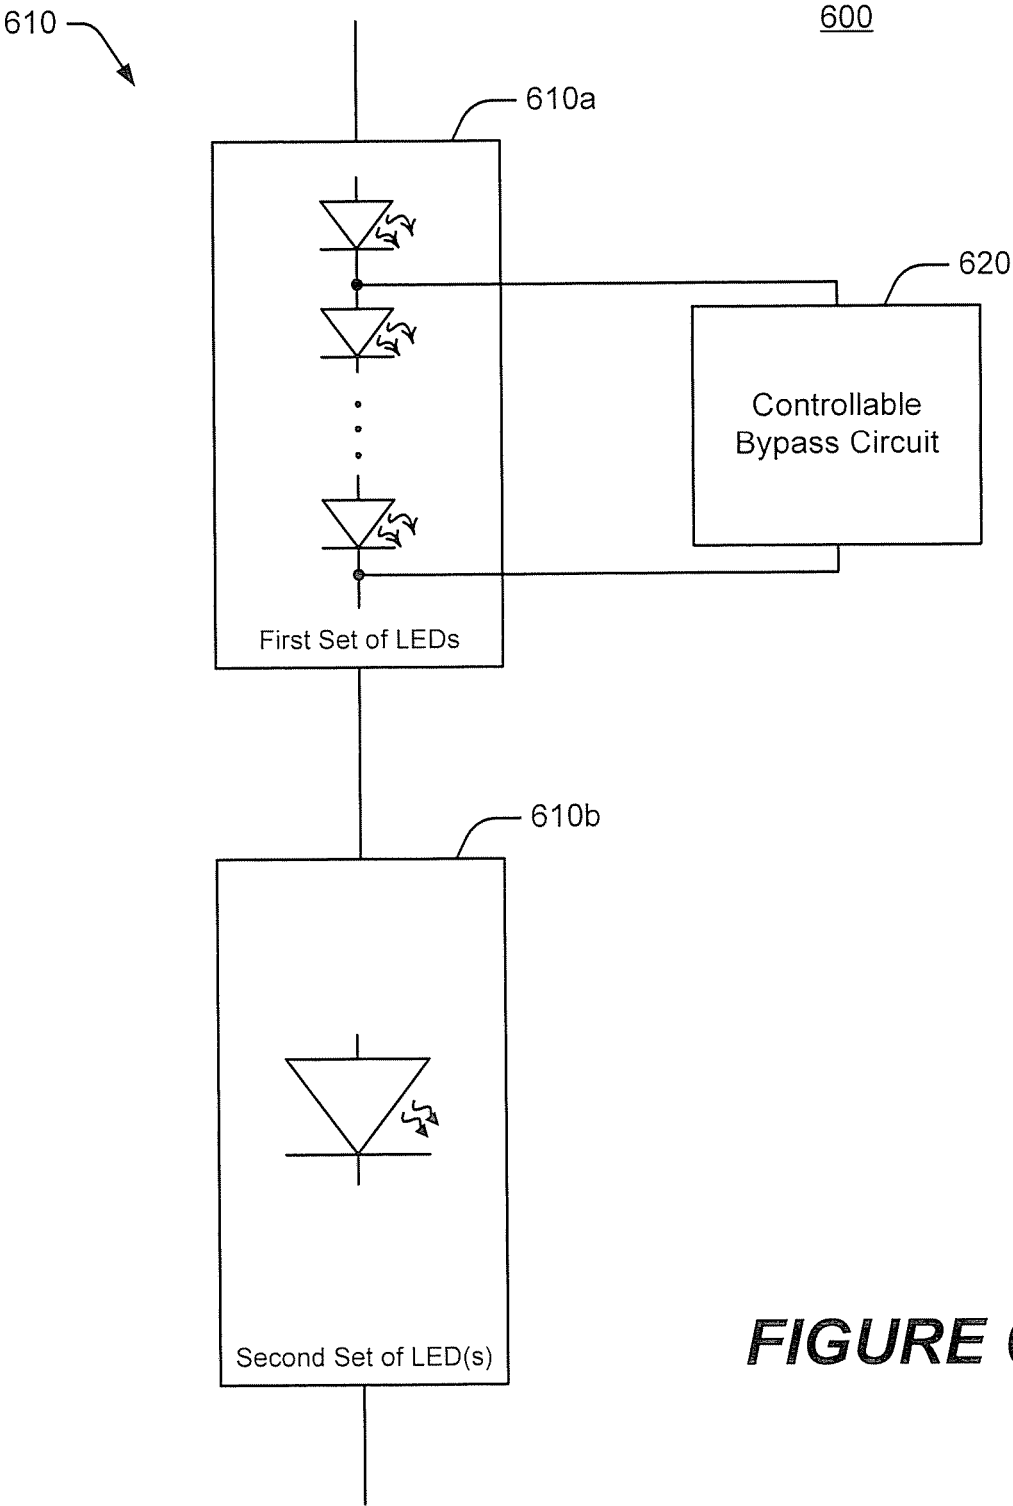 610
600
610a
620
Controllable
Bypass Circuit
First Set of LEDs
610b
Second Set of LED(s)
FIGURE